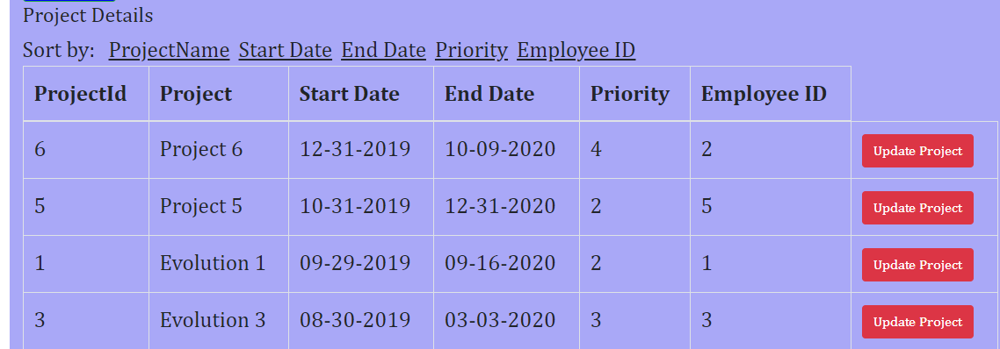 Project Details
Sort by: ProjectName Start Date End Date Priority Employee ID
ProjectId Project Start Date End Date Priority Employee ID
6 Project 6 12-31-2019 10-09-2020 4 2 Update Project
5 Project 5 10-31-2019 12-31-2020 2 5 Update Project
1 Evolution 1 09-29-2019 09-16-2020 2 1 Update Project
3 Evolution 3 08-30-2019 03-03-2020 3 3 Update Project